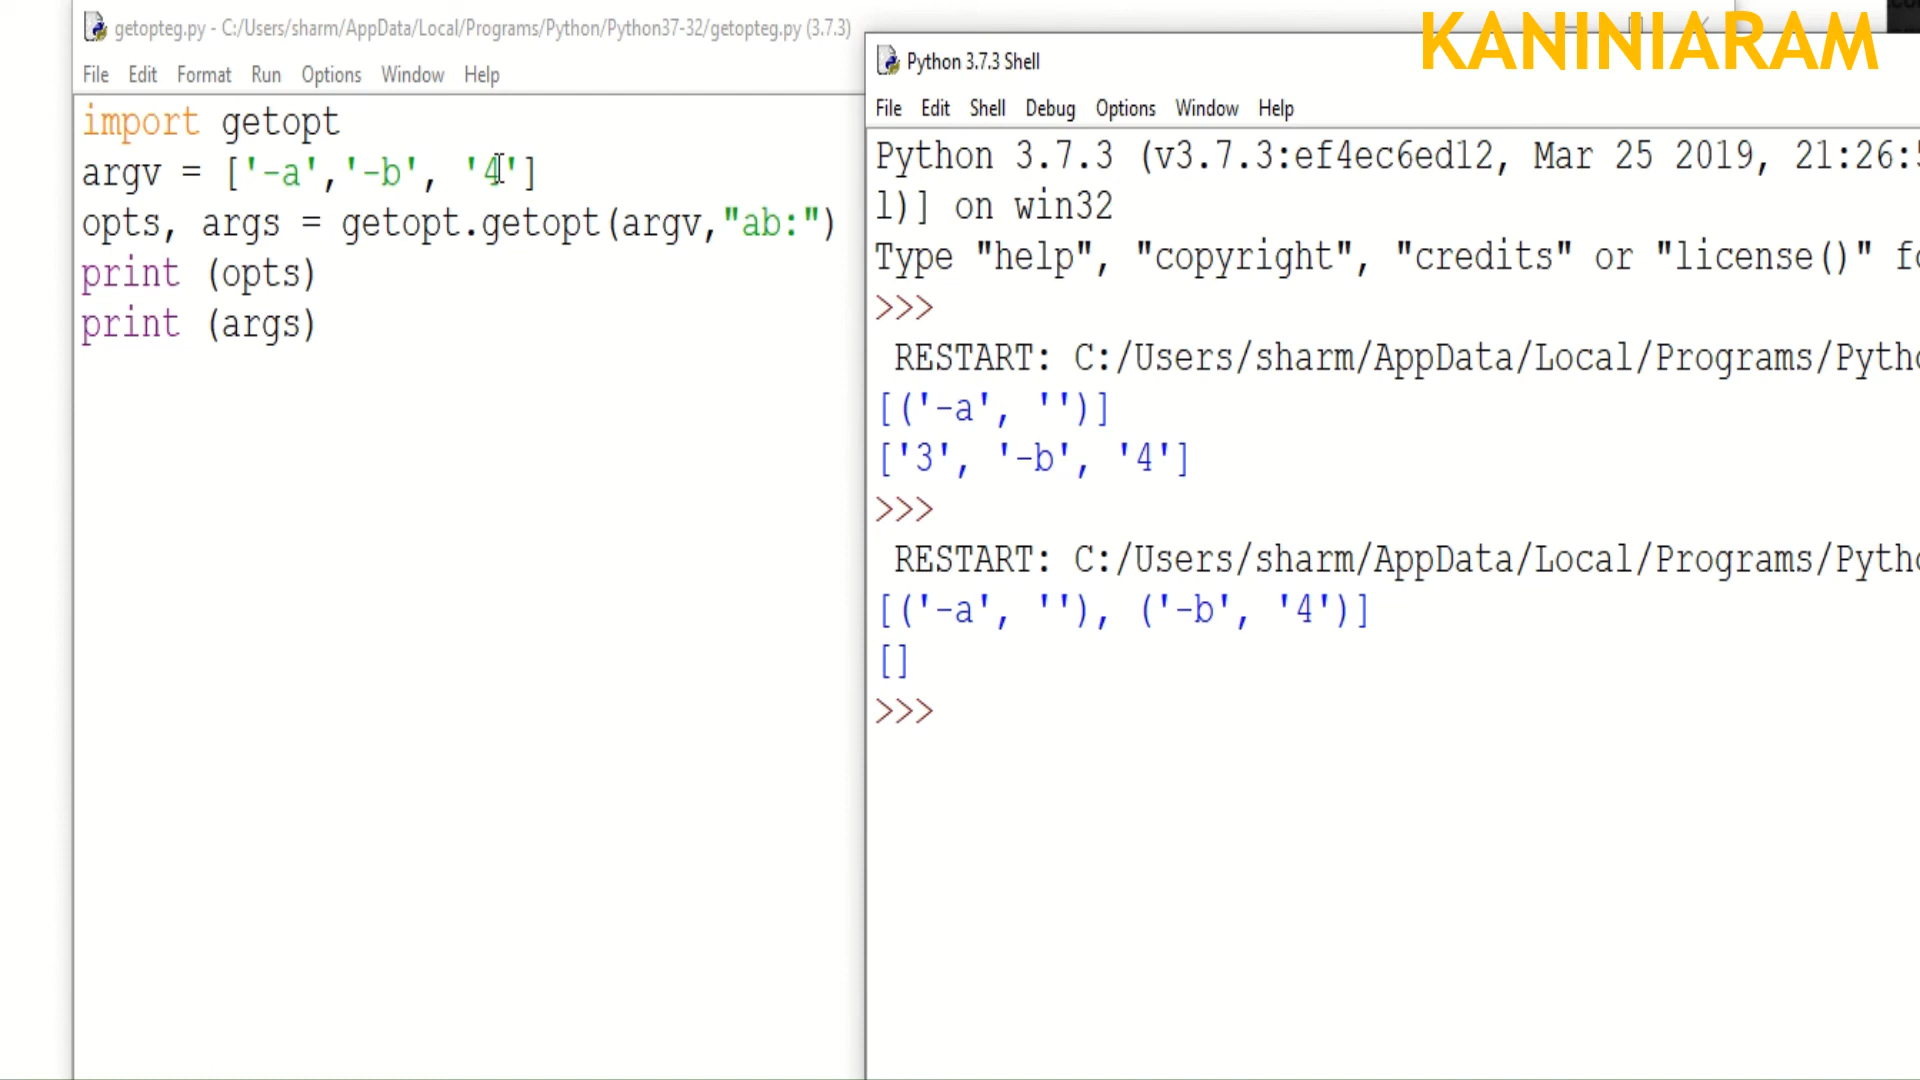 getopteg.py - C:/Users/sharm/AppData/Local/Programs/Python/Python37-32/getopteg.py (3.7.3)
File Edit Format Run Options Window Help
import getopt
argv = ['-a','-b', '4']
opts, args = getopt.getopt(argv,"ab:")
print (opts)
print (args)
KANINIARAM
Python 3.7.3 Shell
File Edit Shell Debug Options Window Help
Python 3.7.3 (v3.7.3:ef4ec6ed12, Mar 25 2019, 21:26:5
l)] on win32
Type "help", "copyright", "credits" or "license()" fo
>>>
RESTART: C:/Users/sharm/AppData/Local/Programs/Pytho
[('-a', '')]
['3', '-b', '4']
>>>
RESTART: C:/Users/sharm/AppData/Local/Programs/Pytho
[('-a', ''), ('-b', '4')]
[]
>>>